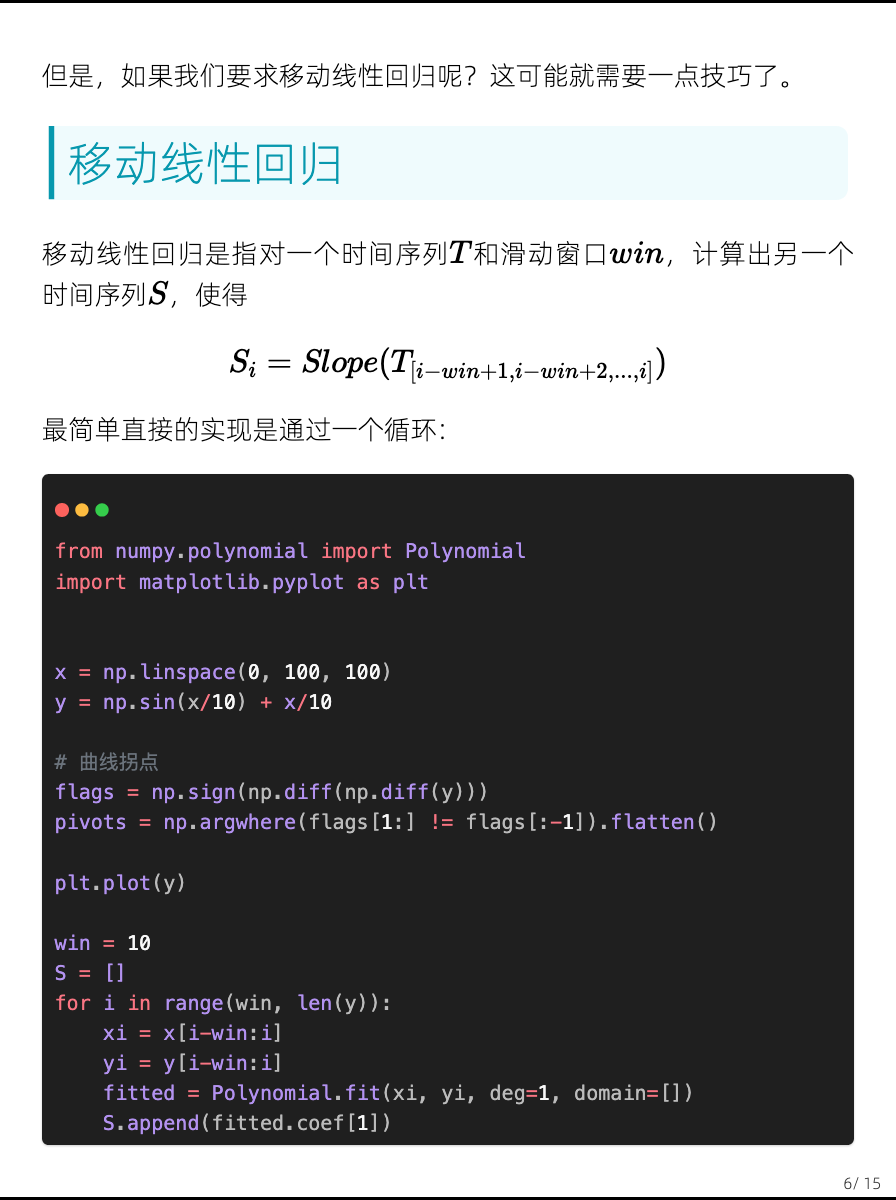 但是，如果我们要求移动线性回归呢？这可能就需要一点技巧了。
移动线性回归
移动线性回归是指对一个时间序列T和滑动窗口win，计算出另一个
时间序列S，使得
S_i = Slope(T_{[i−win+1,i−win+2,...,i]})
最简单直接的实现是通过一个循环：
from numpy.polynomial import Polynomial
import matplotlib.pyplot as plt
x = np.linspace(0, 100, 100)
y = np.sin(x/10) + x/10
# 曲线拐点
flags = np.sign(np.diff(np.diff(y)))
pivots = np.argwhere(flags[1:] != flags[:-1]).flatten()
plt.plot(y)
win = 10
S = []
for i in range(win, len(y)):
    xi = x[i-win:i]
    yi = y[i-win:i]
    fitted = Polynomial.fit(xi, yi, deg=1, domain=[])
    S.append(fitted.coef[1])
6/ 15